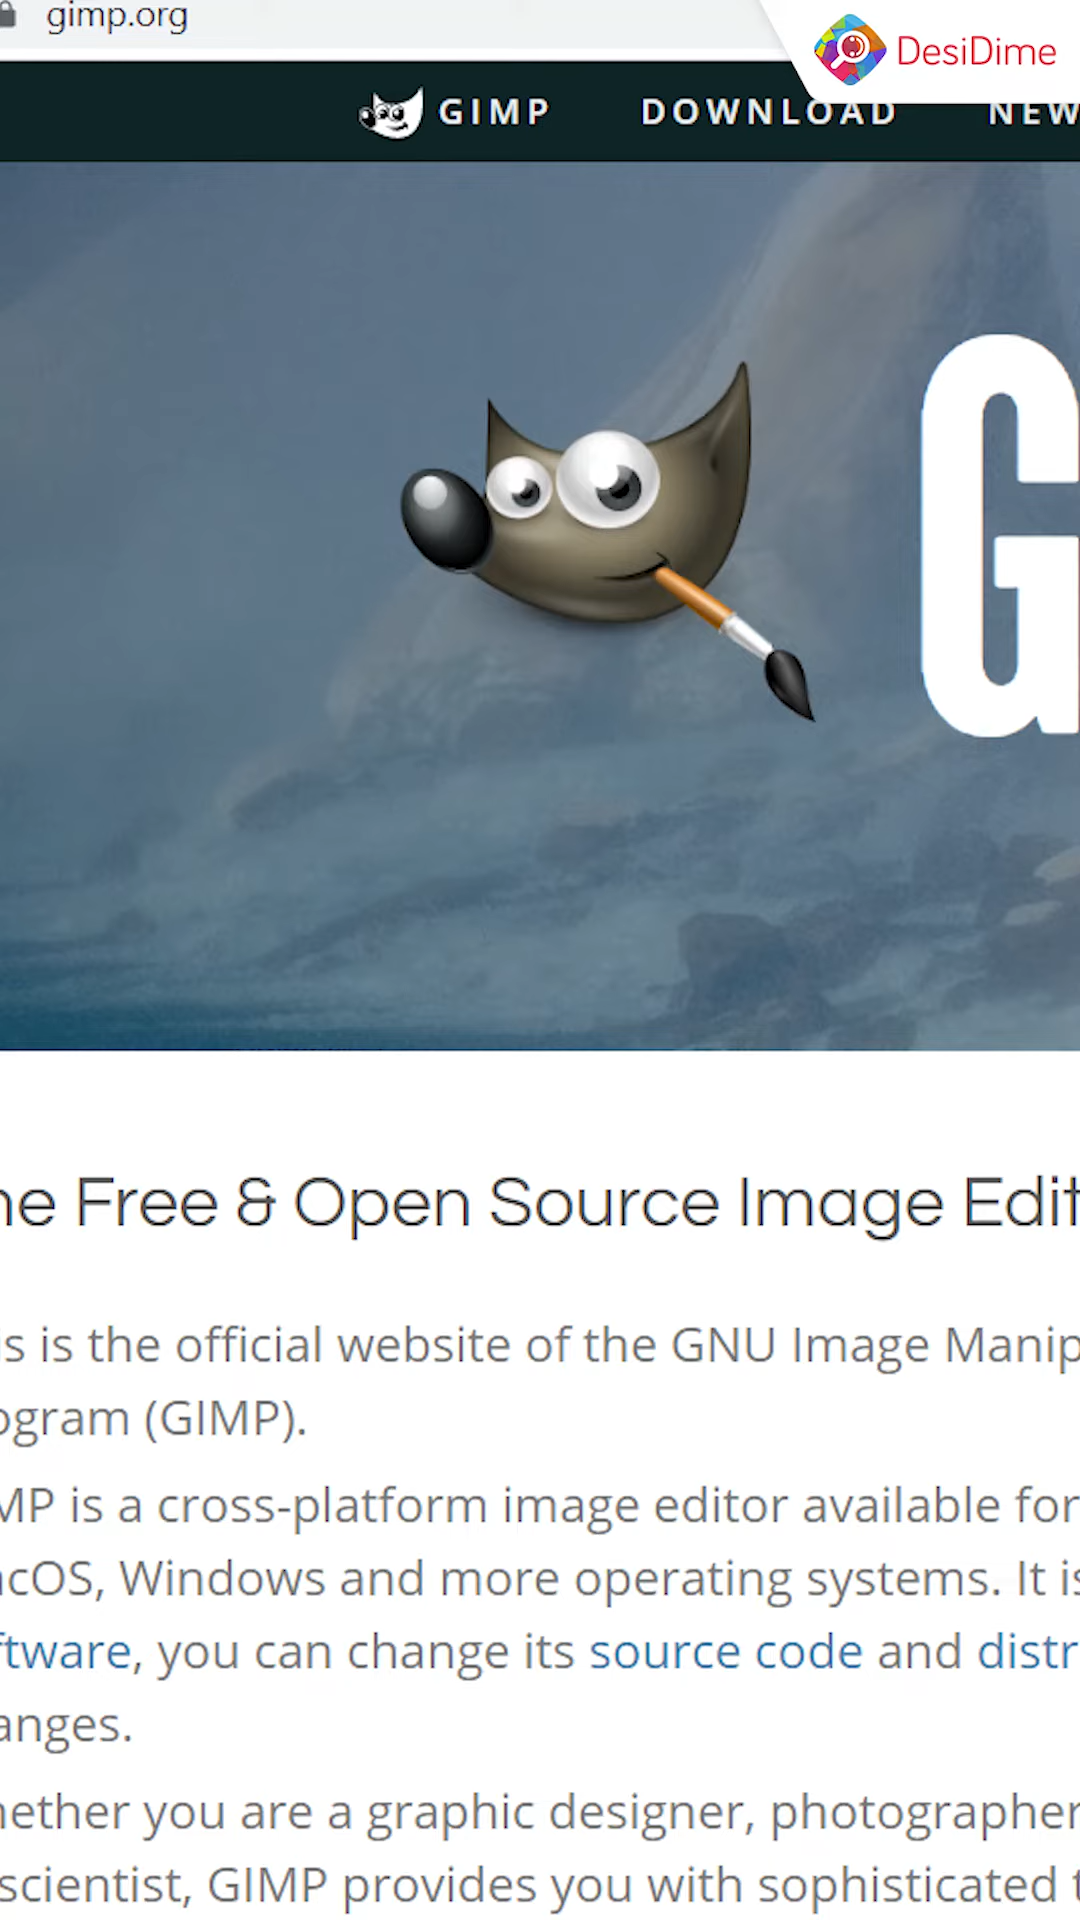 gimp.org
DesiDime
GIMP DOWNLOAD NEW
G
ne Free & Open Source Image Edit
is is the official website of the GNU Image Manip
ogram (GIMP).
MP is a cross-platform image editor available for
acOS, Windows and more operating systems. It is
ftware, you can change its source code and distr
anges.
hether you are a graphic designer, photographer
scientist, GIMP provides you with sophisticated t